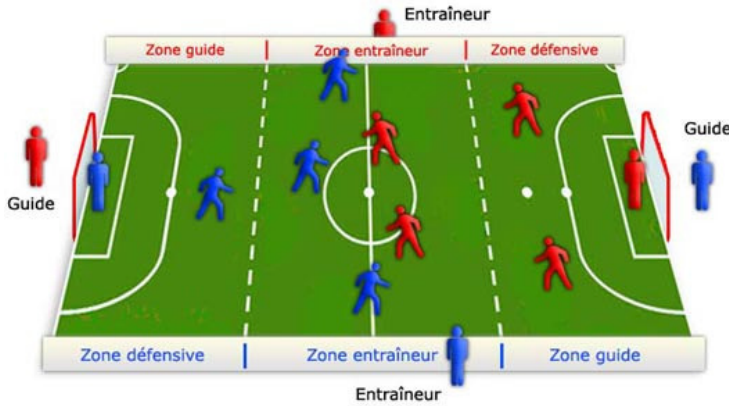 Entraîneur
Zone guide | Zone entraîneur | Zone défensive
Guide
Guide
Zone défensive | Zone entraîneur | Zone guide
Entraîneur